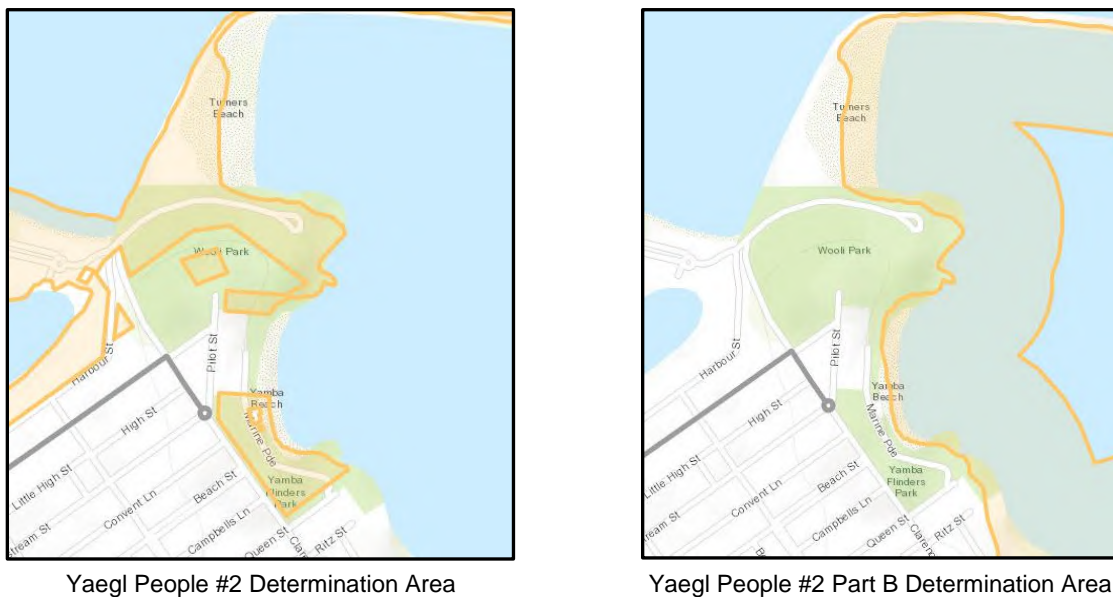 Turners
Beach
Wooli Park
Harbour St
Pilot St
High St
Yamba
Beach
Marine Pde
Little High St
Beach St
Convent Ln
Yamba
Flinders
Park
Campbells Ln
Queen St
Ritz St
Yaegl People #2 Determination Area
Turners
Beach
Wooli Park
Harbour St
Pilot St
High St
Yamba
Beach
Marine Pde
Little High St
Beach St
Convent Ln
Yamba
Flinders
Park
Campbells Ln
Queen St
Ritz St
Yaegl People #2 Part B Determination Area